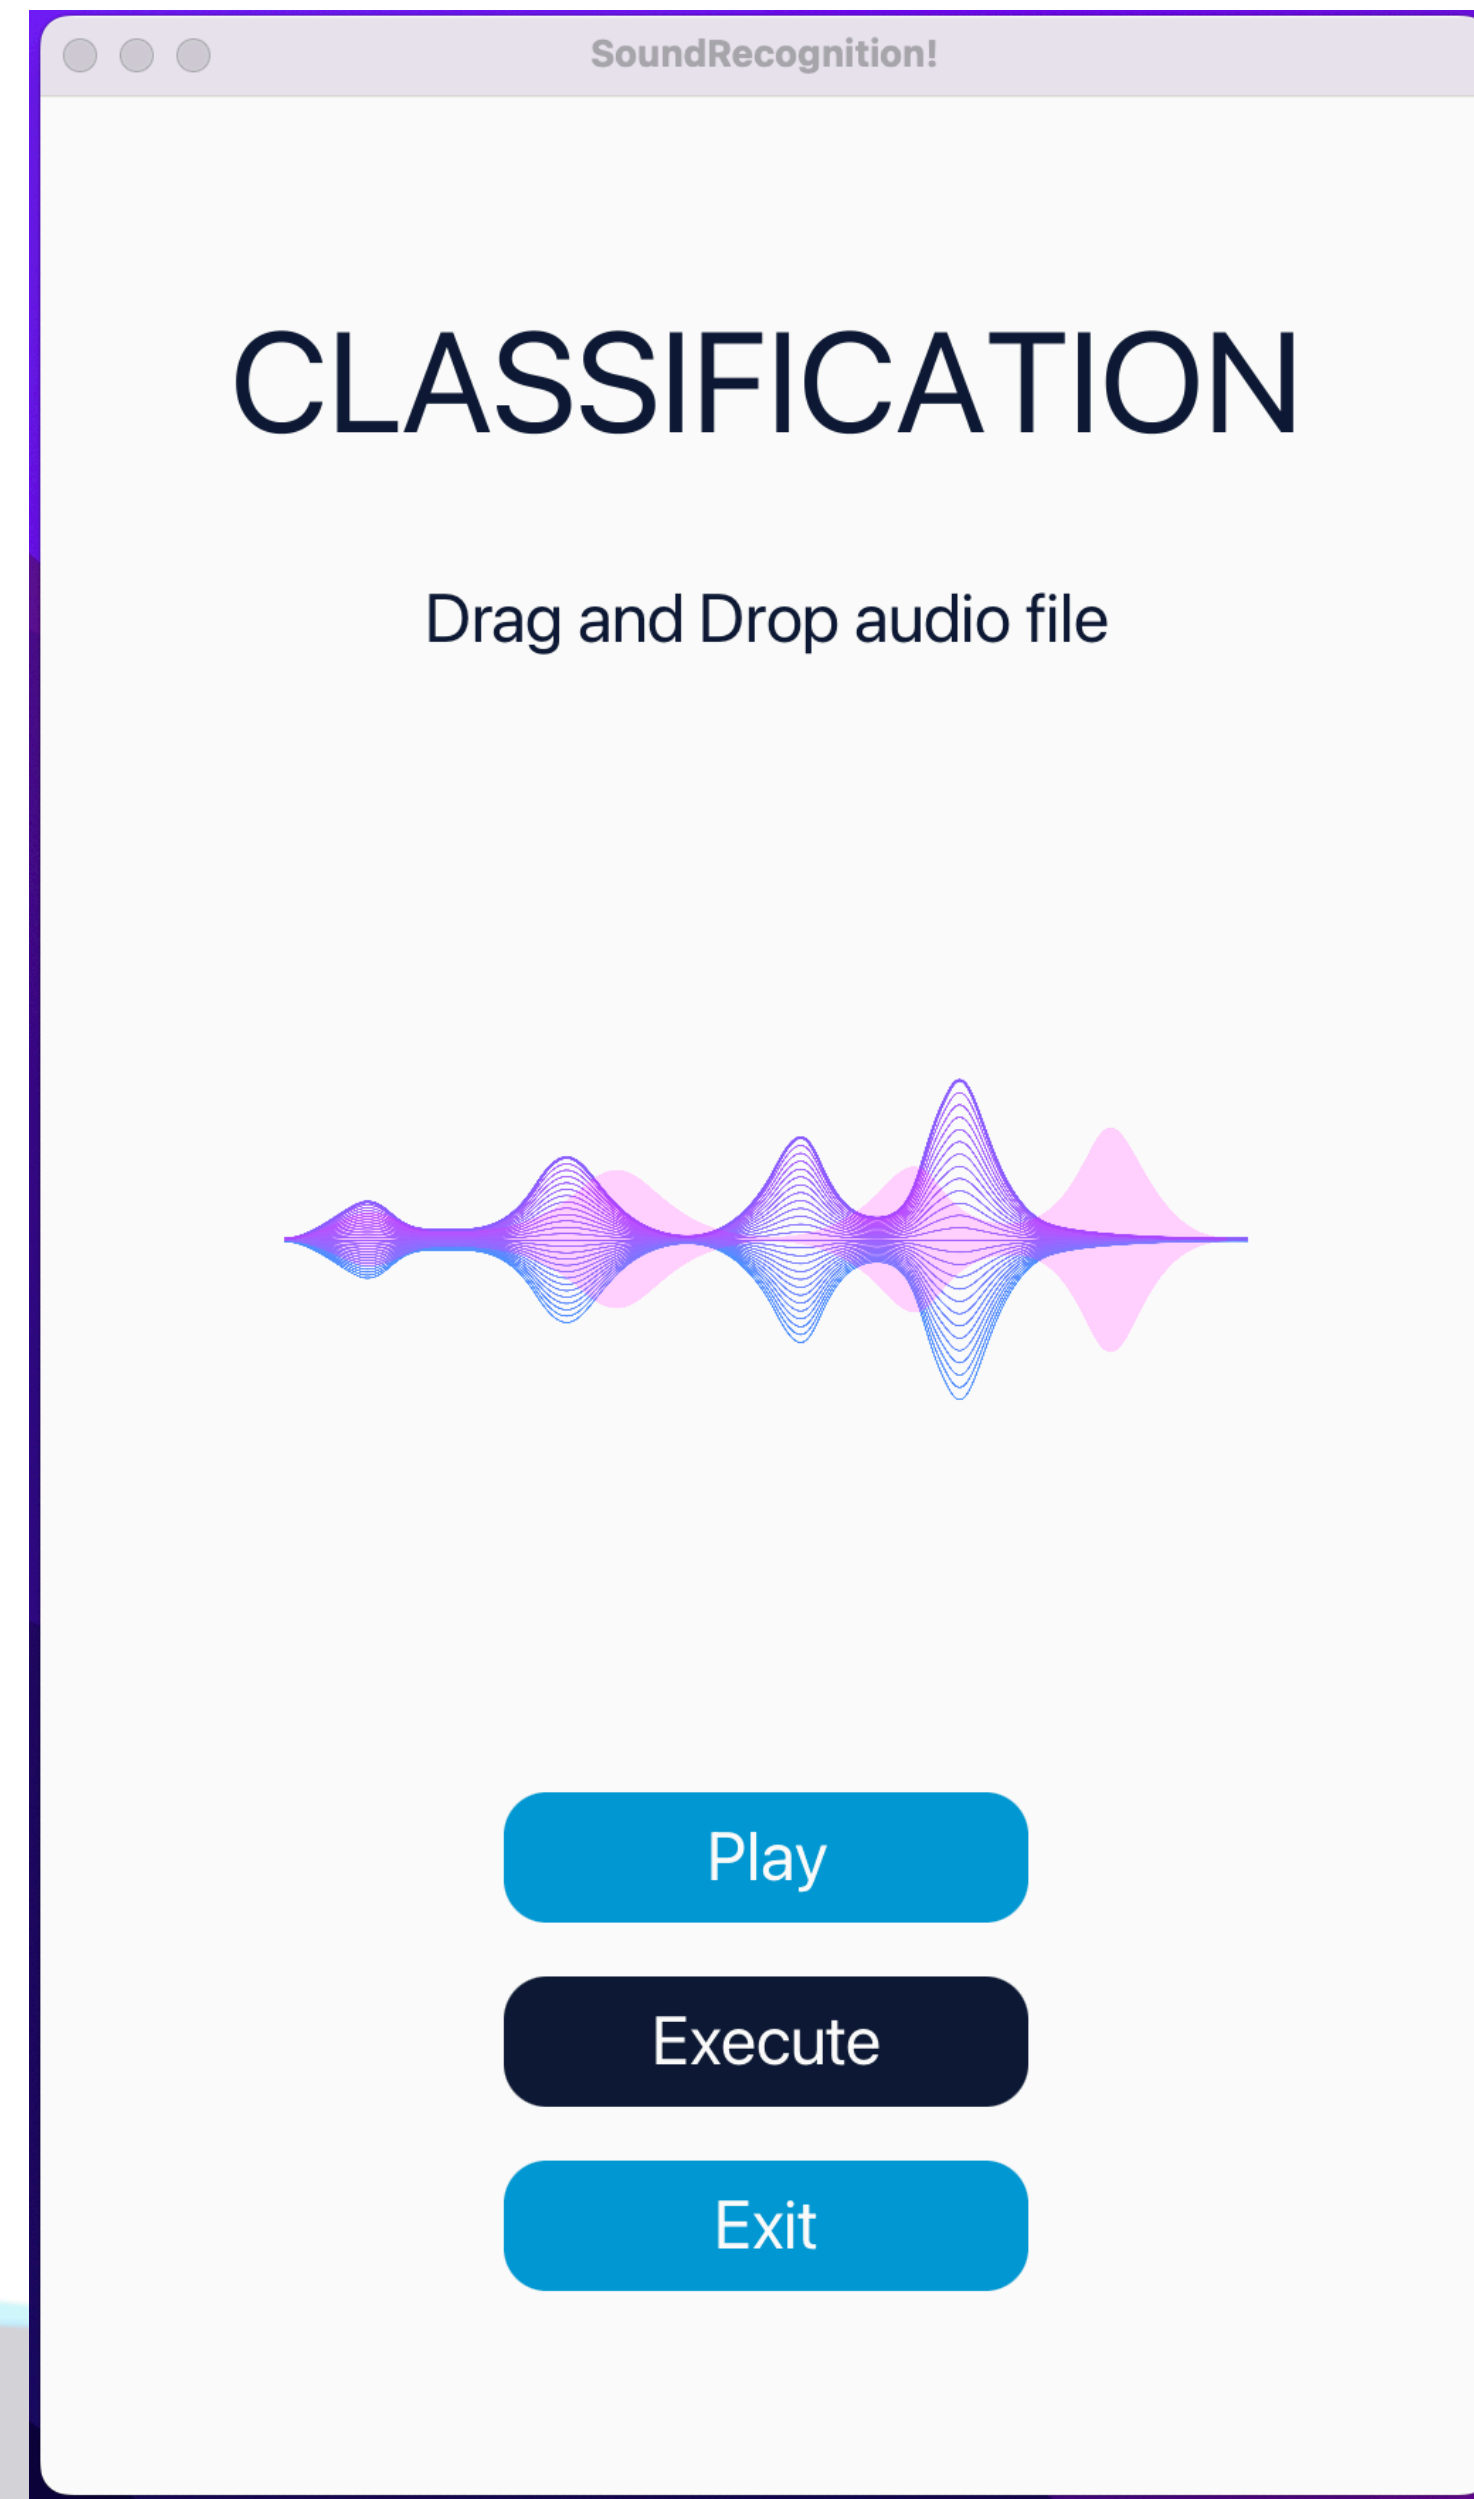 SoundRecognition!
CLASSIFICATION
Drag and Drop audio file
Play
Execute
Exit